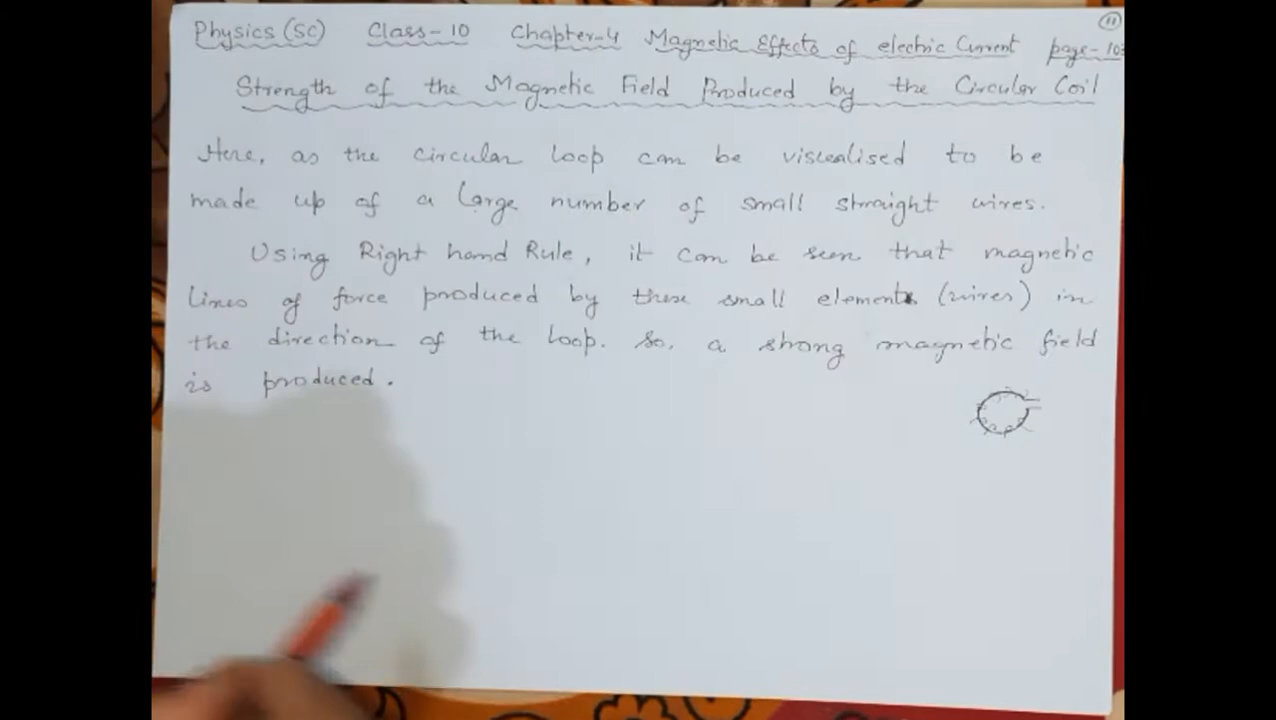 11
Physics (SC) Class-10 Chapter-4 Magnetic Effects of electric Current page-10
Strength of the Magnetic Field Produced by the Circular Coil
Here, as the circular loop can be visualised to be
made up of a large number of small straight wires.
Using Right hand Rule, it can be seen that magnetic
lines of force produced by these small element (wires) in
the direction of the loop. So, a strong magnetic field
is produced.